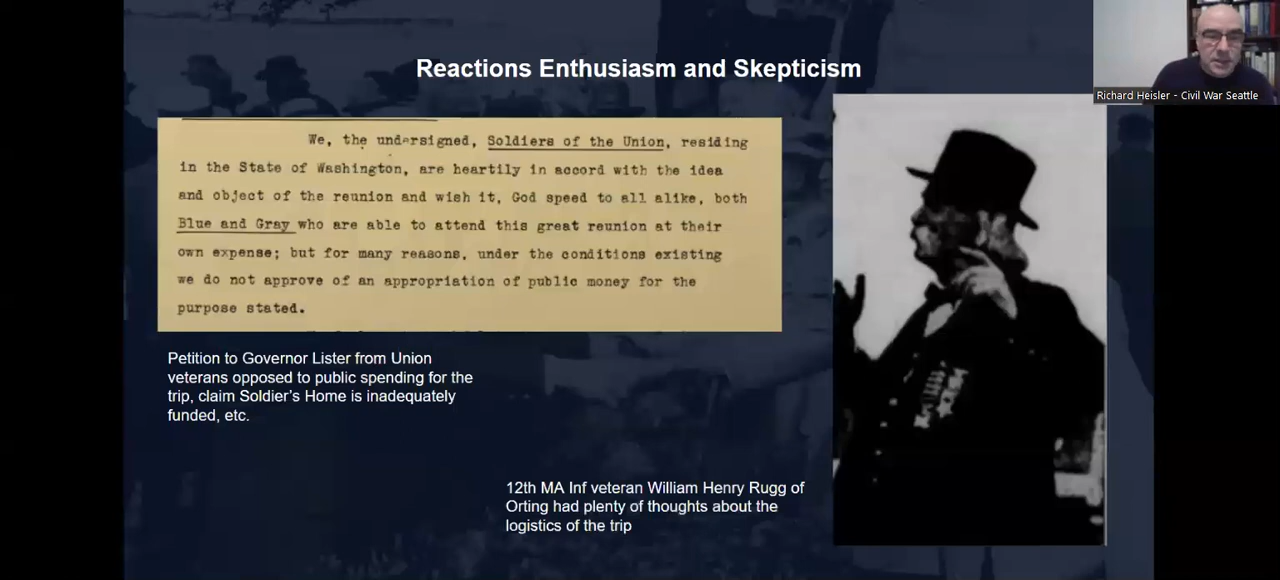 Reactions Enthusiasm and Skepticism
Richard Heisler - Civil War Seattle
We, the undersigned, Soldiers of the Union, residing
in the State of Washington, are heartily in accord with the idea
and object of the reunion and wish it, God speed to all alike, both
Blue and Gray who are able to attend this great reunion at their
own expense; but for many reasons, under the conditions existing
we do not approve of an appropriation of public money for the
purpose stated.
Petition to Governor Lister from Union
veterans opposed to public spending for the
trip, claim Soldier's Home is inadequately
funded, etc.
12th MA Inf veteran William Henry Rugg of
Orting had plenty of thoughts about the
logistics of the trip